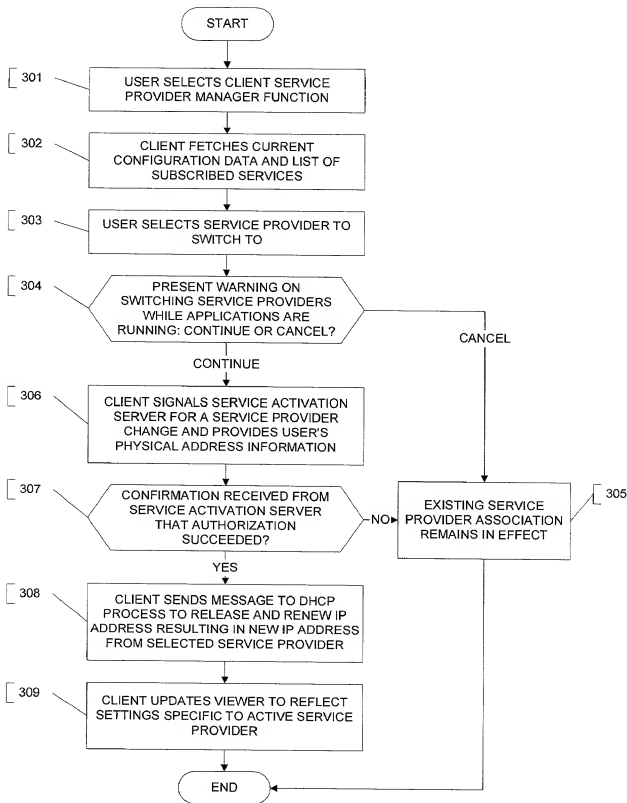 START
301
USER SELECTS CLIENT SERVICE
PROVIDER MANAGER FUNCTION
302
CLIENT FETCHES CURRENT
CONFIGURATION DATA AND LIST OF
SUBSCRIBED SERVICES
303
USER SELECTS SERVICE PROVIDER TO
SWITCH TO
304
PRESENT WARNING ON
SWITCHING SERVICE PROVIDERS
WHILE APPLICATIONS ARE
RUNNING: CONTINUE OR CANCEL?
CANCEL
CONTINUE
306
CLIENT SIGNALS SERVICE ACTIVATION
SERVER FOR A SERVICE PROVIDER
CHANGE AND PROVIDES USER'S
PHYSICAL ADDRESS INFORMATION
307
CONFIRMATION RECEIVED FROM
SERVICE ACTIVATION SERVER
THAT AUTHORIZATION
SUCCEEDED?
NO
EXISTING SERVICE
PROVIDER ASSOCIATION
REMAINS IN EFFECT
305
YES
308
CLIENT SENDS MESSAGE TO DHCP
PROCESS TO RELEASE AND RENEW IP
ADDRESS RESULTING IN NEW IP ADDRESS
FROM SELECTED SERVICE PROVIDER
309
CLIENT UPDATES VIEWER TO REFLECT
SETTINGS SPECIFIC TO ACTIVE SERVICE
PROVIDER
END